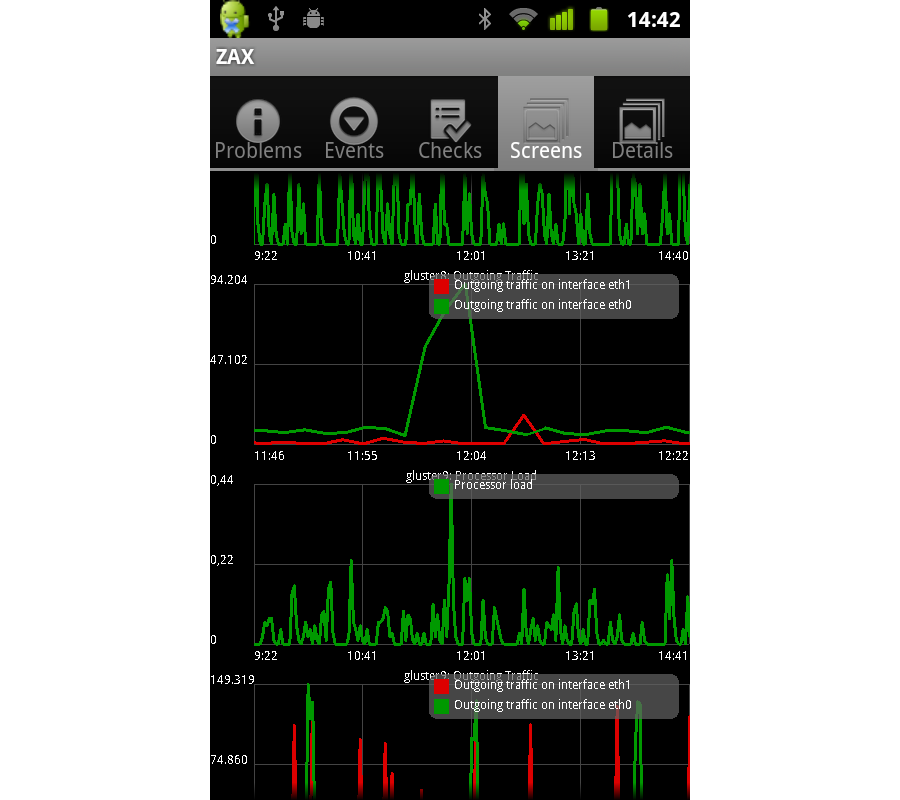 14:42
ZAX
Problems Events Checks Screens Details
0
9:22 10:41 12:01 13:21 14:40
gluster8: Outgoing Traffic
94.204
Outgoing traffic on interface eth1
Outgoing traffic on interface eth0
47.102
0
11:46 11:55 12:04 12:13 12:22
gluster9: Processor Load
0,44
Processor load
0,22
0
9:22 10:41 12:01 13:21 14:41
gluster9: Outgoing Traffic
149.319
Outgoing traffic on interface eth1
Outgoing traffic on interface eth0
74.860